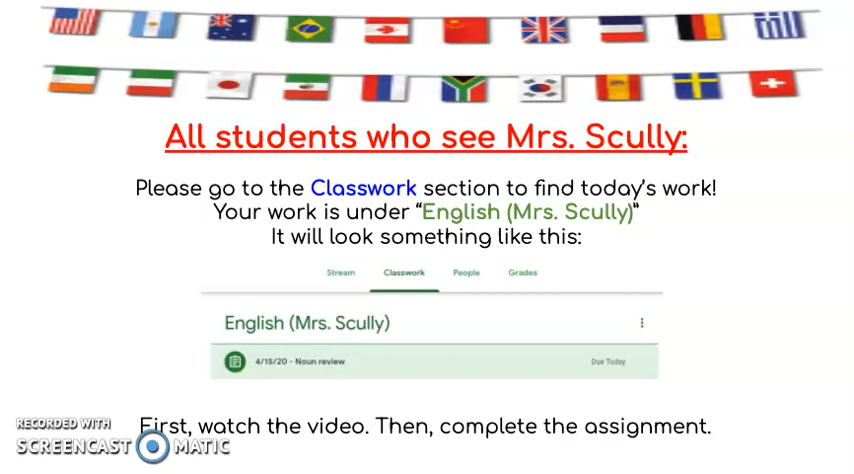 All students who see Mrs. Scully:
Please go to the Classwork section to find today's work!
Your work is under “English (Mrs. Scully)”
It will look something like this:
Stream Classwork People Grades
English (Mrs. Scully)
4/15/20 - Noun review Due Today
First, watch the video. Then, complete the assignment.
RECORDED WITH
SCREENCAST MATIC